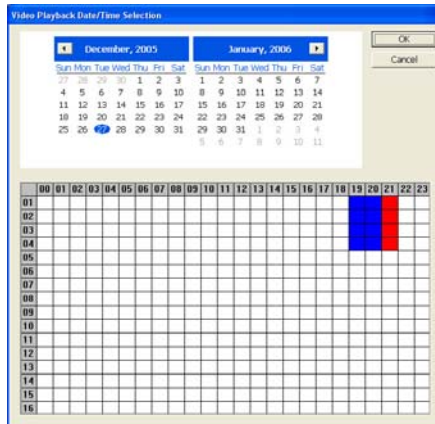 Video Playback Date/Time Selection
OK
Cancel
December, 2005
Sun Mon Tue Wed Thu Fri Sat
27 28 29 30 1 2 3
4 5 6 7 8 9 10
11 12 13 14 15 16 17
18 19 20 21 22 23 24
25 26 27 28 29 30 31
January, 2006
Sun Mon Tue Wed Thu Fri Sat
1 2 3 4 5 6 7
8 9 10 11 12 13 14
15 16 17 18 19 20 21
22 23 24 25 26 27 28
29 30 31 1 2 3 4
5 6 7 8 9 10 11
00 01 02 03 04 05 06 07 08 09 10 11 12 13 14 15 16 17 18 19 20 21 22 23
01
02
03
04
05
06
07
08
09
10
11
12
13
14
15
16